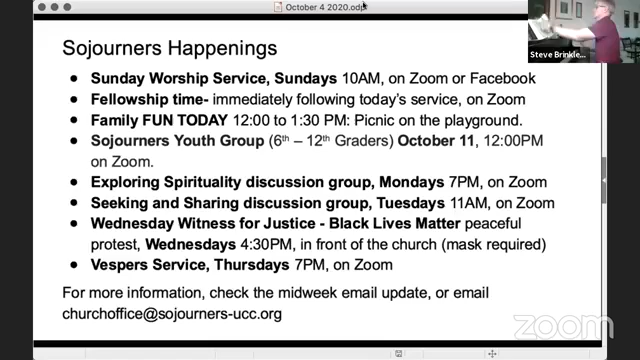 October 4 2020.odp
Steve Brinkle...
Sojourners Happenings
● Sunday Worship Service, Sundays 10AM, on Zoom or Facebook
● Fellowship time- immediately following today's service, on Zoom
● Family FUN TODAY 12:00 to 1:30 PM: Picnic on the playground.
● Sojourners Youth Group (6th – 12th Graders) October 11, 12:00PM
on Zoom.
● Exploring Spirituality discussion group, Mondays 7PM, on Zoom
● Seeking and Sharing discussion group, Tuesdays 11AM, on Zoom
● Wednesday Witness for Justice - Black Lives Matter peaceful
protest, Wednesdays 4:30PM, in front of the church (mask required)
● Vespers Service, Thursdays 7PM, on Zoom
For more information, check the midweek email update, or email
churchoffice@sojourners-ucc.org
zoom